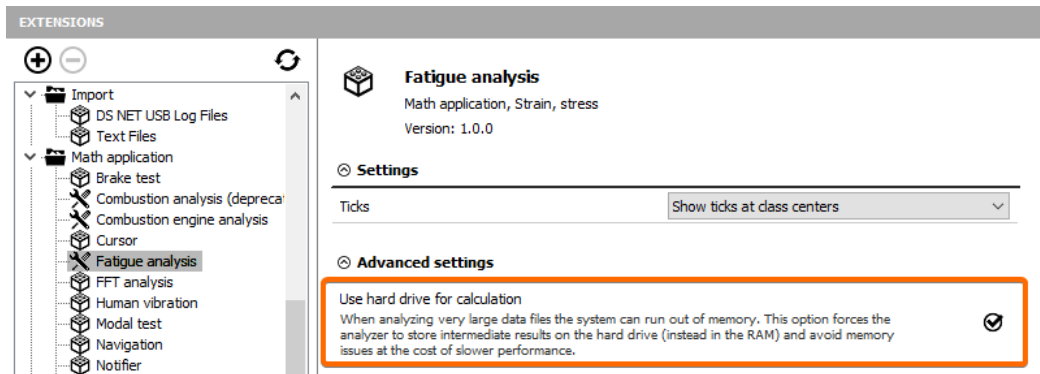 EXTENSIONS
Import
DS NET USB Log Files
Text Files
Math application
Brake test
Combustion analysis (depreca
Combustion engine analysis
Cursor
Fatigue analysis
FFT analysis
Human vibration
Modal test
Navigation
Notifier
Fatigue analysis
Math application, Strain, stress
Version: 1.0.0
Settings
Ticks
Show ticks at class centers
Advanced settings
Use hard drive for calculation
When analyzing very large data files the system can run out of memory. This option forces the
analyzer to store intermediate results on the hard drive (instead in the RAM) and avoid memory
issues at the cost of slower performance.